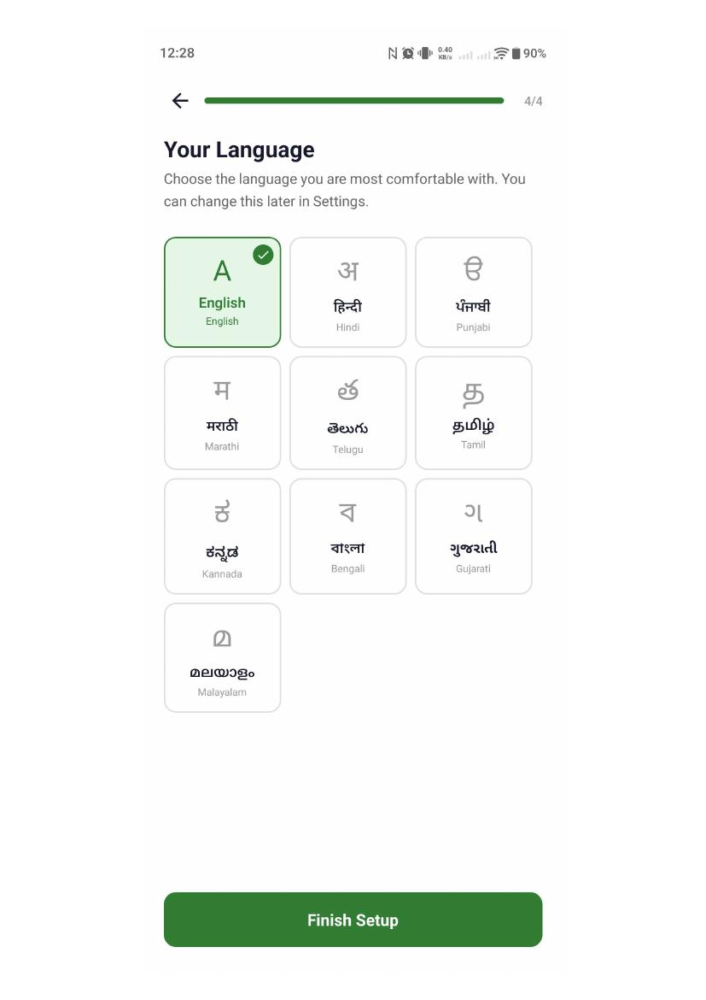 12:28
0.40
KB/s
90%
4/4
Your Language
Choose the language you are most comfortable with. You
can change this later in Settings.
A
English
English
अ
हिन्दी
Hindi
ੳ
ਪੰਜਾਬੀ
Punjabi
म
मराठी
Marathi
త
తెలుగు
Telugu
த
தமிழ்
Tamil
ಕ
ಕನ್ನಡ
Kannada
ব
বাংলা
Bengali
ગ
ગુજરાતી
Gujarati
മ
മലയാളം
Malayalam
Finish Setup